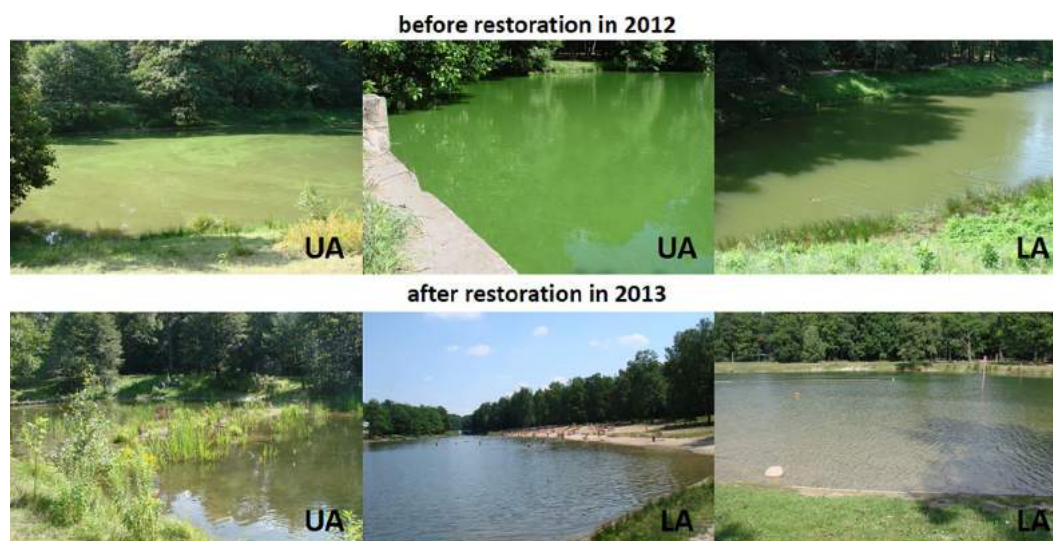 before restoration in 2012
UA
UA
LA
after restoration in 2013
UA
LA
LA